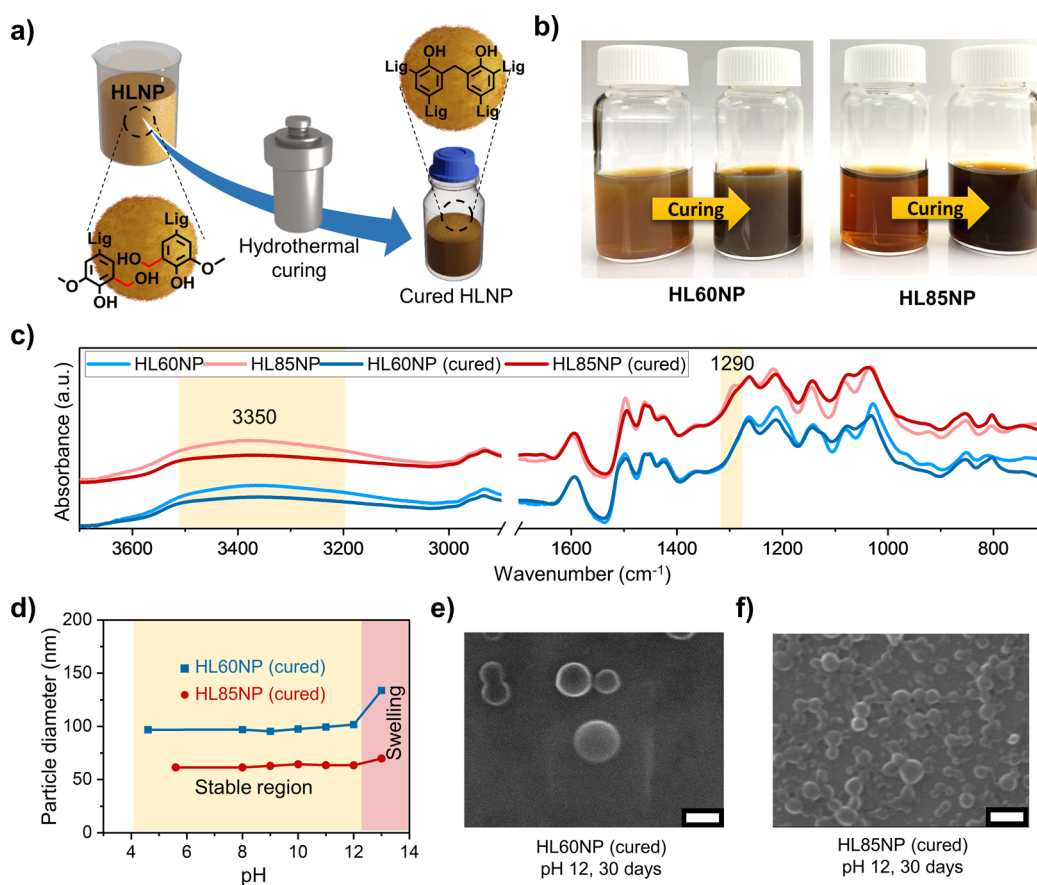 a)
HLNP
Lig
HO
OH
O
HO
OH
Lig
OH
O
Hydrothermal
curing
OH OH
Lig Lig
Lig Lig
Cured HLNP
b)
Curing
Curing
HL60NP
HL85NP
c)
HL60NP HL85NP HL60NP (cured) HL85NP (cured)
3350
1290
Absorbance (a.u.)
3600 3400 3200 3000 1600 1400 1200 1000 800
Wavenumber (cm⁻¹)
d)
200
150
100
50
0
Particle diameter (nm)
HL60NP (cured)
HL85NP (cured)
Stable region
Swelling
4 6 8 10 12 14
pH
e)
HL60NP (cured)
pH 12, 30 days
f)
HL85NP (cured)
pH 12, 30 days